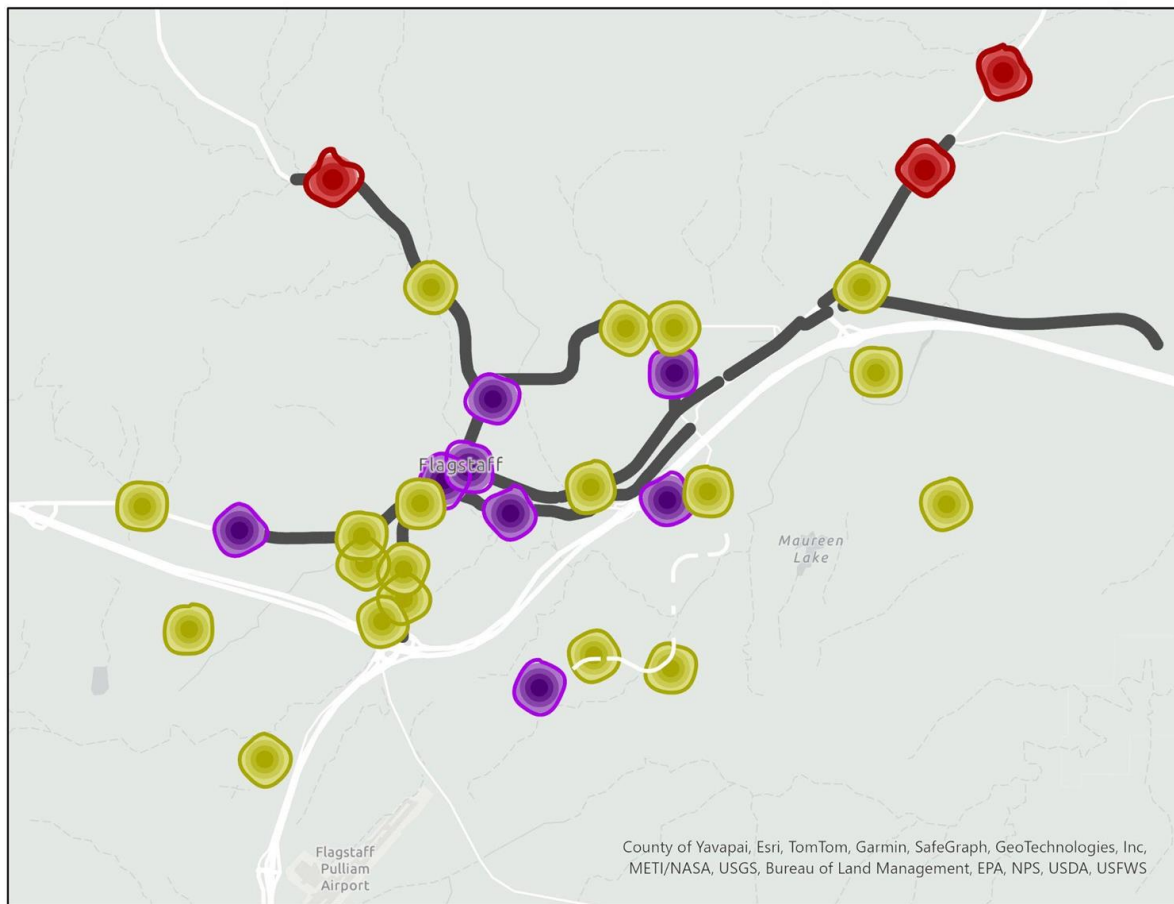 Flagstaff
Maureen
Lake
Flagstaff
Pulliam
Airport
County of Yavapai, Esri, TomTom, Garmin, SafeGraph, GeoTechnologies, Inc,
METI/NASA, USGS, Bureau of Land Management, EPA, NPS, USDA, USFWS